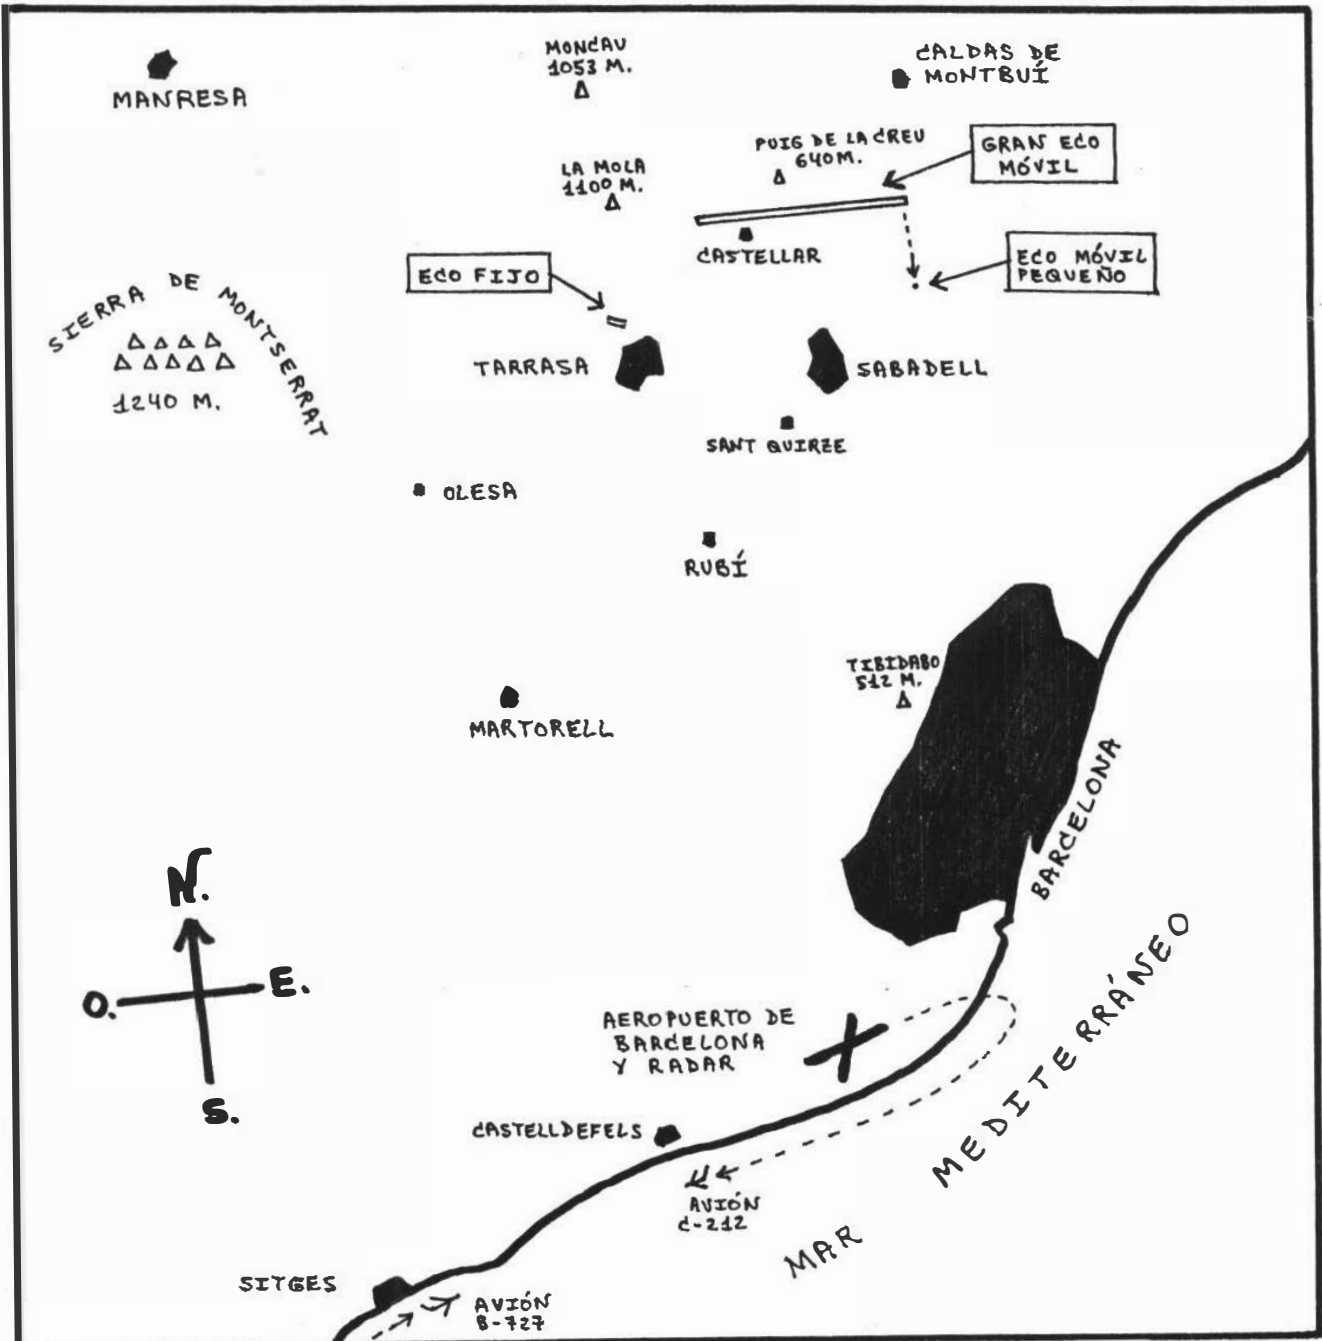 MONCAU
1053 M.
CALDAS DE
MONTBUÍ
MANRESA
PUIG DE LA CREU
640 M.
GRAN ECO
MÓVIL
LA MOLA
1100 M.
CASTELLAR
ECO MÓVIL
PEQUEÑO
ECO FIJO
SIERRA DE MONTSERRAT
1240 M.
TARRASA
SABADELL
SANT QUIRZE
OLESA
RUBÍ
TIBIDABO
512 M.
MARTORELL
BARCELONA
N.
O.
E.
S.
AEROPUERTO DE
BARCELONA
Y RADAR
MAR MEDITERRÁNEO
CASTELLDEFELS
AVIÓN
C-212
SITGES
AVIÓN
B-727